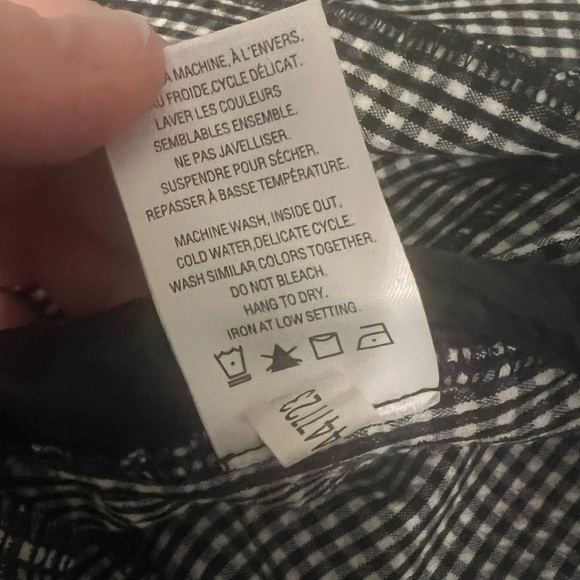 À MACHINE, À L'ENVERS,
FROIDE, CYCLE DÉLICAT.
LAVER LES COULEURS
SEMBLABLES ENSEMBLE.
NE PAS JAVELLISER.
SUSPENDRE POUR SÉCHER.
REPASSER À BASSE TEMPÉRATURE.
MACHINE WASH, INSIDE OUT,
COLD WATER, DELICATE CYCLE.
WASH SIMILAR COLORS TOGETHER.
DO NOT BLEACH.
HANG TO DRY.
IRON AT LOW SETTING.